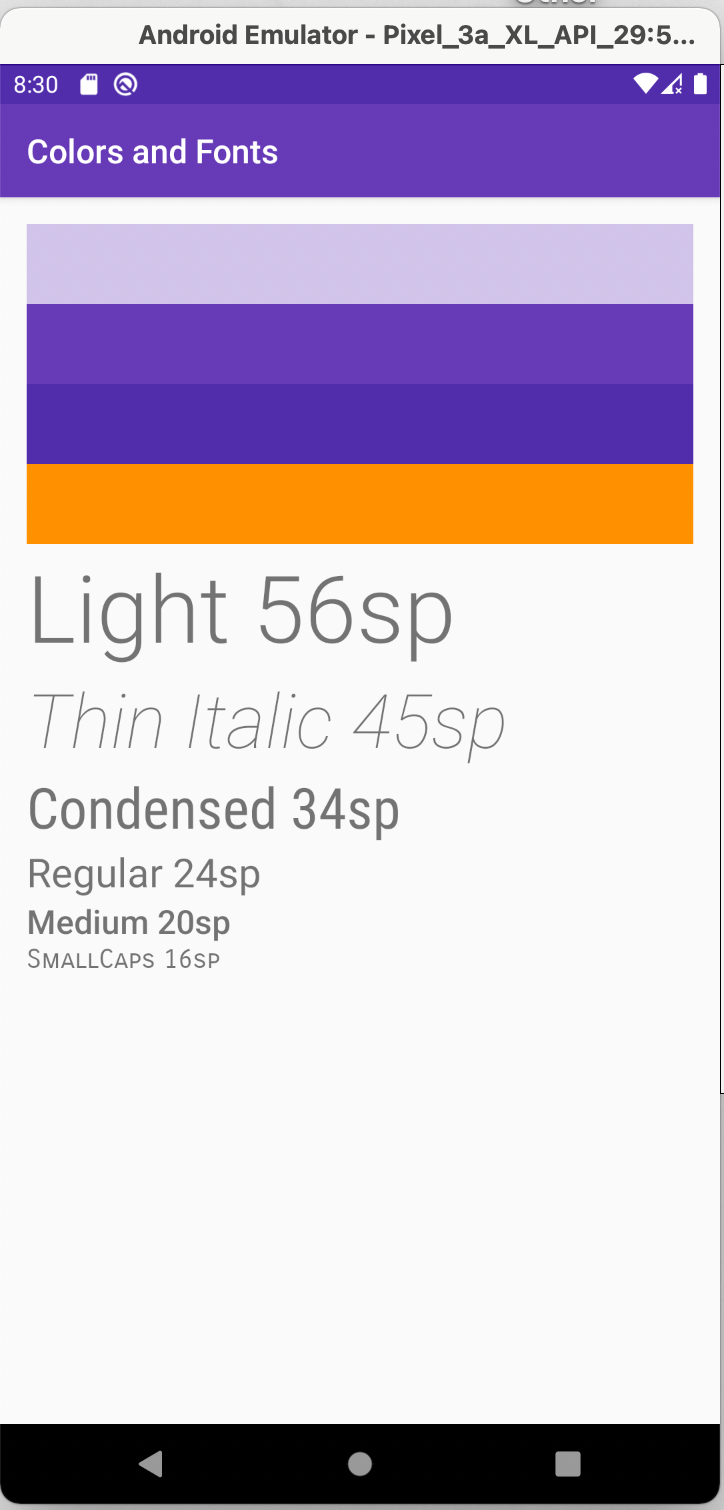 Android Emulator - Pixel_3a_XL_API_29:5...
8:30
Colors and Fonts
Light 56sp
Thin Italic 45sp
Condensed 34sp
Regular 24sp
Medium 20sp
SmallCaps 16sp